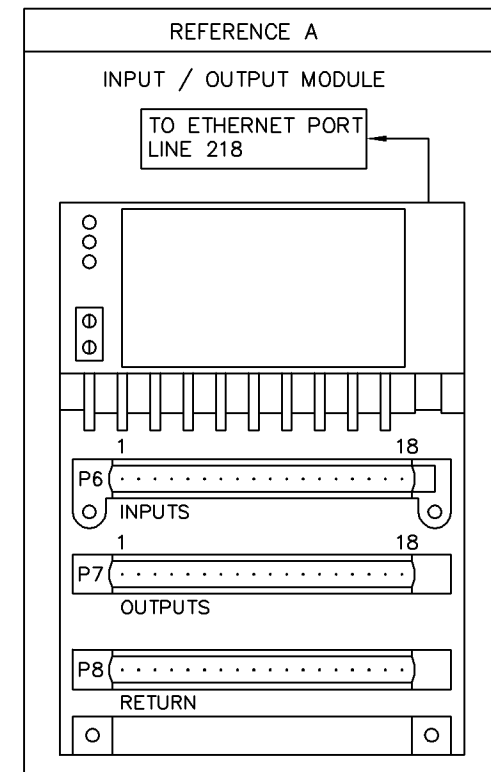 REFERENCE A
INPUT / OUTPUT MODULE
TO ETHERNET PORT
LINE 218
1 18
P6
INPUTS
1 18
P7
OUTPUTS
P8
RETURN